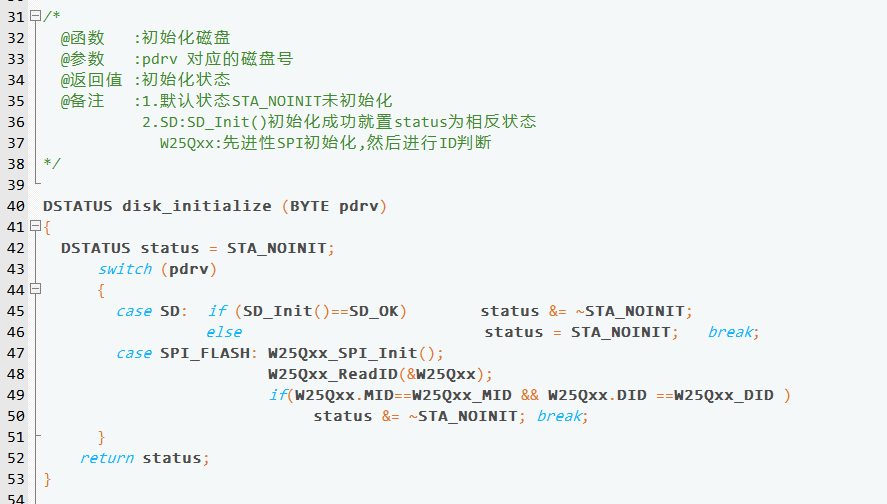 31 /*
32 @函数 :初始化磁盘
33 @参数 :pdrv 对应的磁盘号
34 @返回值 :初始化状态
35 @备注 :1.默认状态STA_NOINIT未初始化
36 2.SD:SD_Init()初始化成功就置status为相反状态
37 W25Qxx:先进性SPI初始化,然后进行ID判断
38 */
39
40 DSTATUS disk_initialize (BYTE pdrv)
41 {
42 DSTATUS status = STA_NOINIT;
43 switch (pdrv)
44 {
45 case SD: if (SD_Init()==SD_OK) status &= ~STA_NOINIT;
46 else status = STA_NOINIT; break;
47 case SPI_FLASH: W25Qxx_SPI_Init();
48 W25Qxx_ReadID(&W25Qxx);
49 if(W25Qxx.MID==W25Qxx_MID && W25Qxx.DID ==W25Qxx_DID )
50 status &= ~STA_NOINIT; break;
51 }
52 return status;
53 }
54